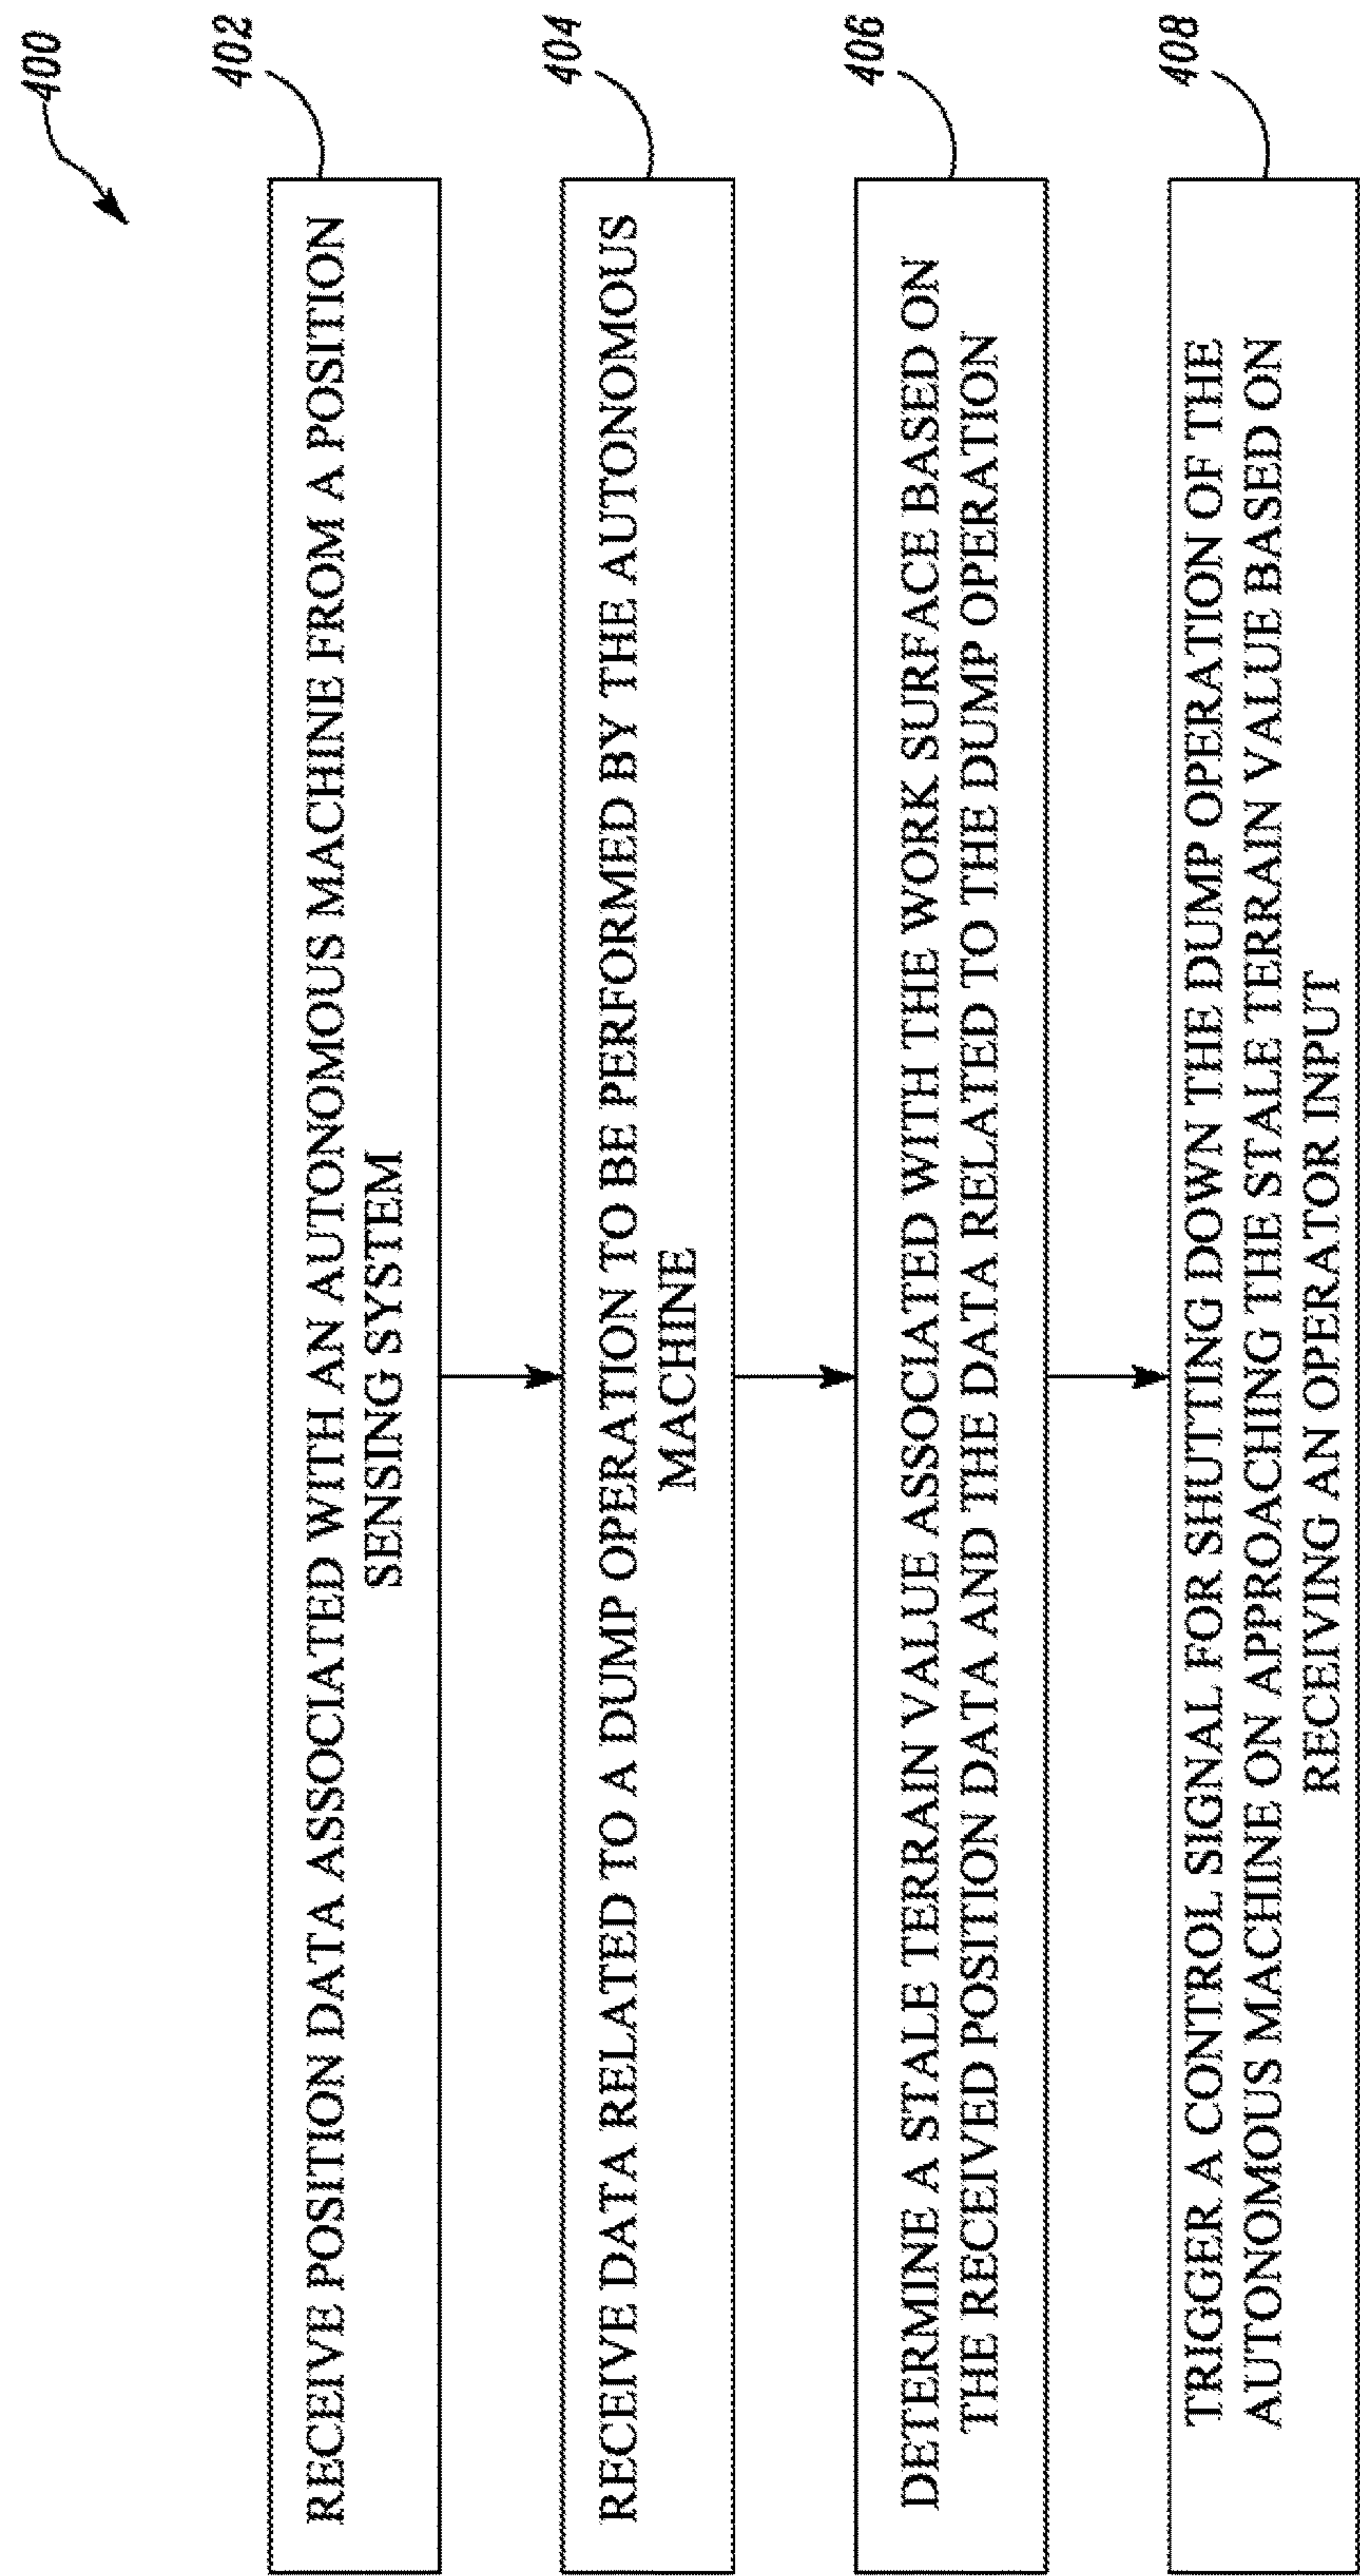 400
402
RECEIVE POSITION DATA ASSOCIATED WITH AN AUTONOMOUS MACHINE FROM A POSITION
SENSING SYSTEM
404
RECEIVE DATA RELATED TO A DUMP OPERATION TO BE PERFORMED BY THE AUTONOMOUS
MACHINE
406
DETERMINE A STALE TERRAIN VALUE ASSOCIATED WITH THE WORK SURFACE BASED ON
THE RECEIVED POSITION DATA AND THE DATA RELATED TO THE DUMP OPERATION
408
TRIGGER A CONTROL SIGNAL FOR SHUTTING DOWN THE DUMP OPERATION OF THE
AUTONOMOUS MACHINE ON APPROACHING THE STALE TERRAIN VALUE BASED ON
RECEIVING AN OPERATOR INPUT